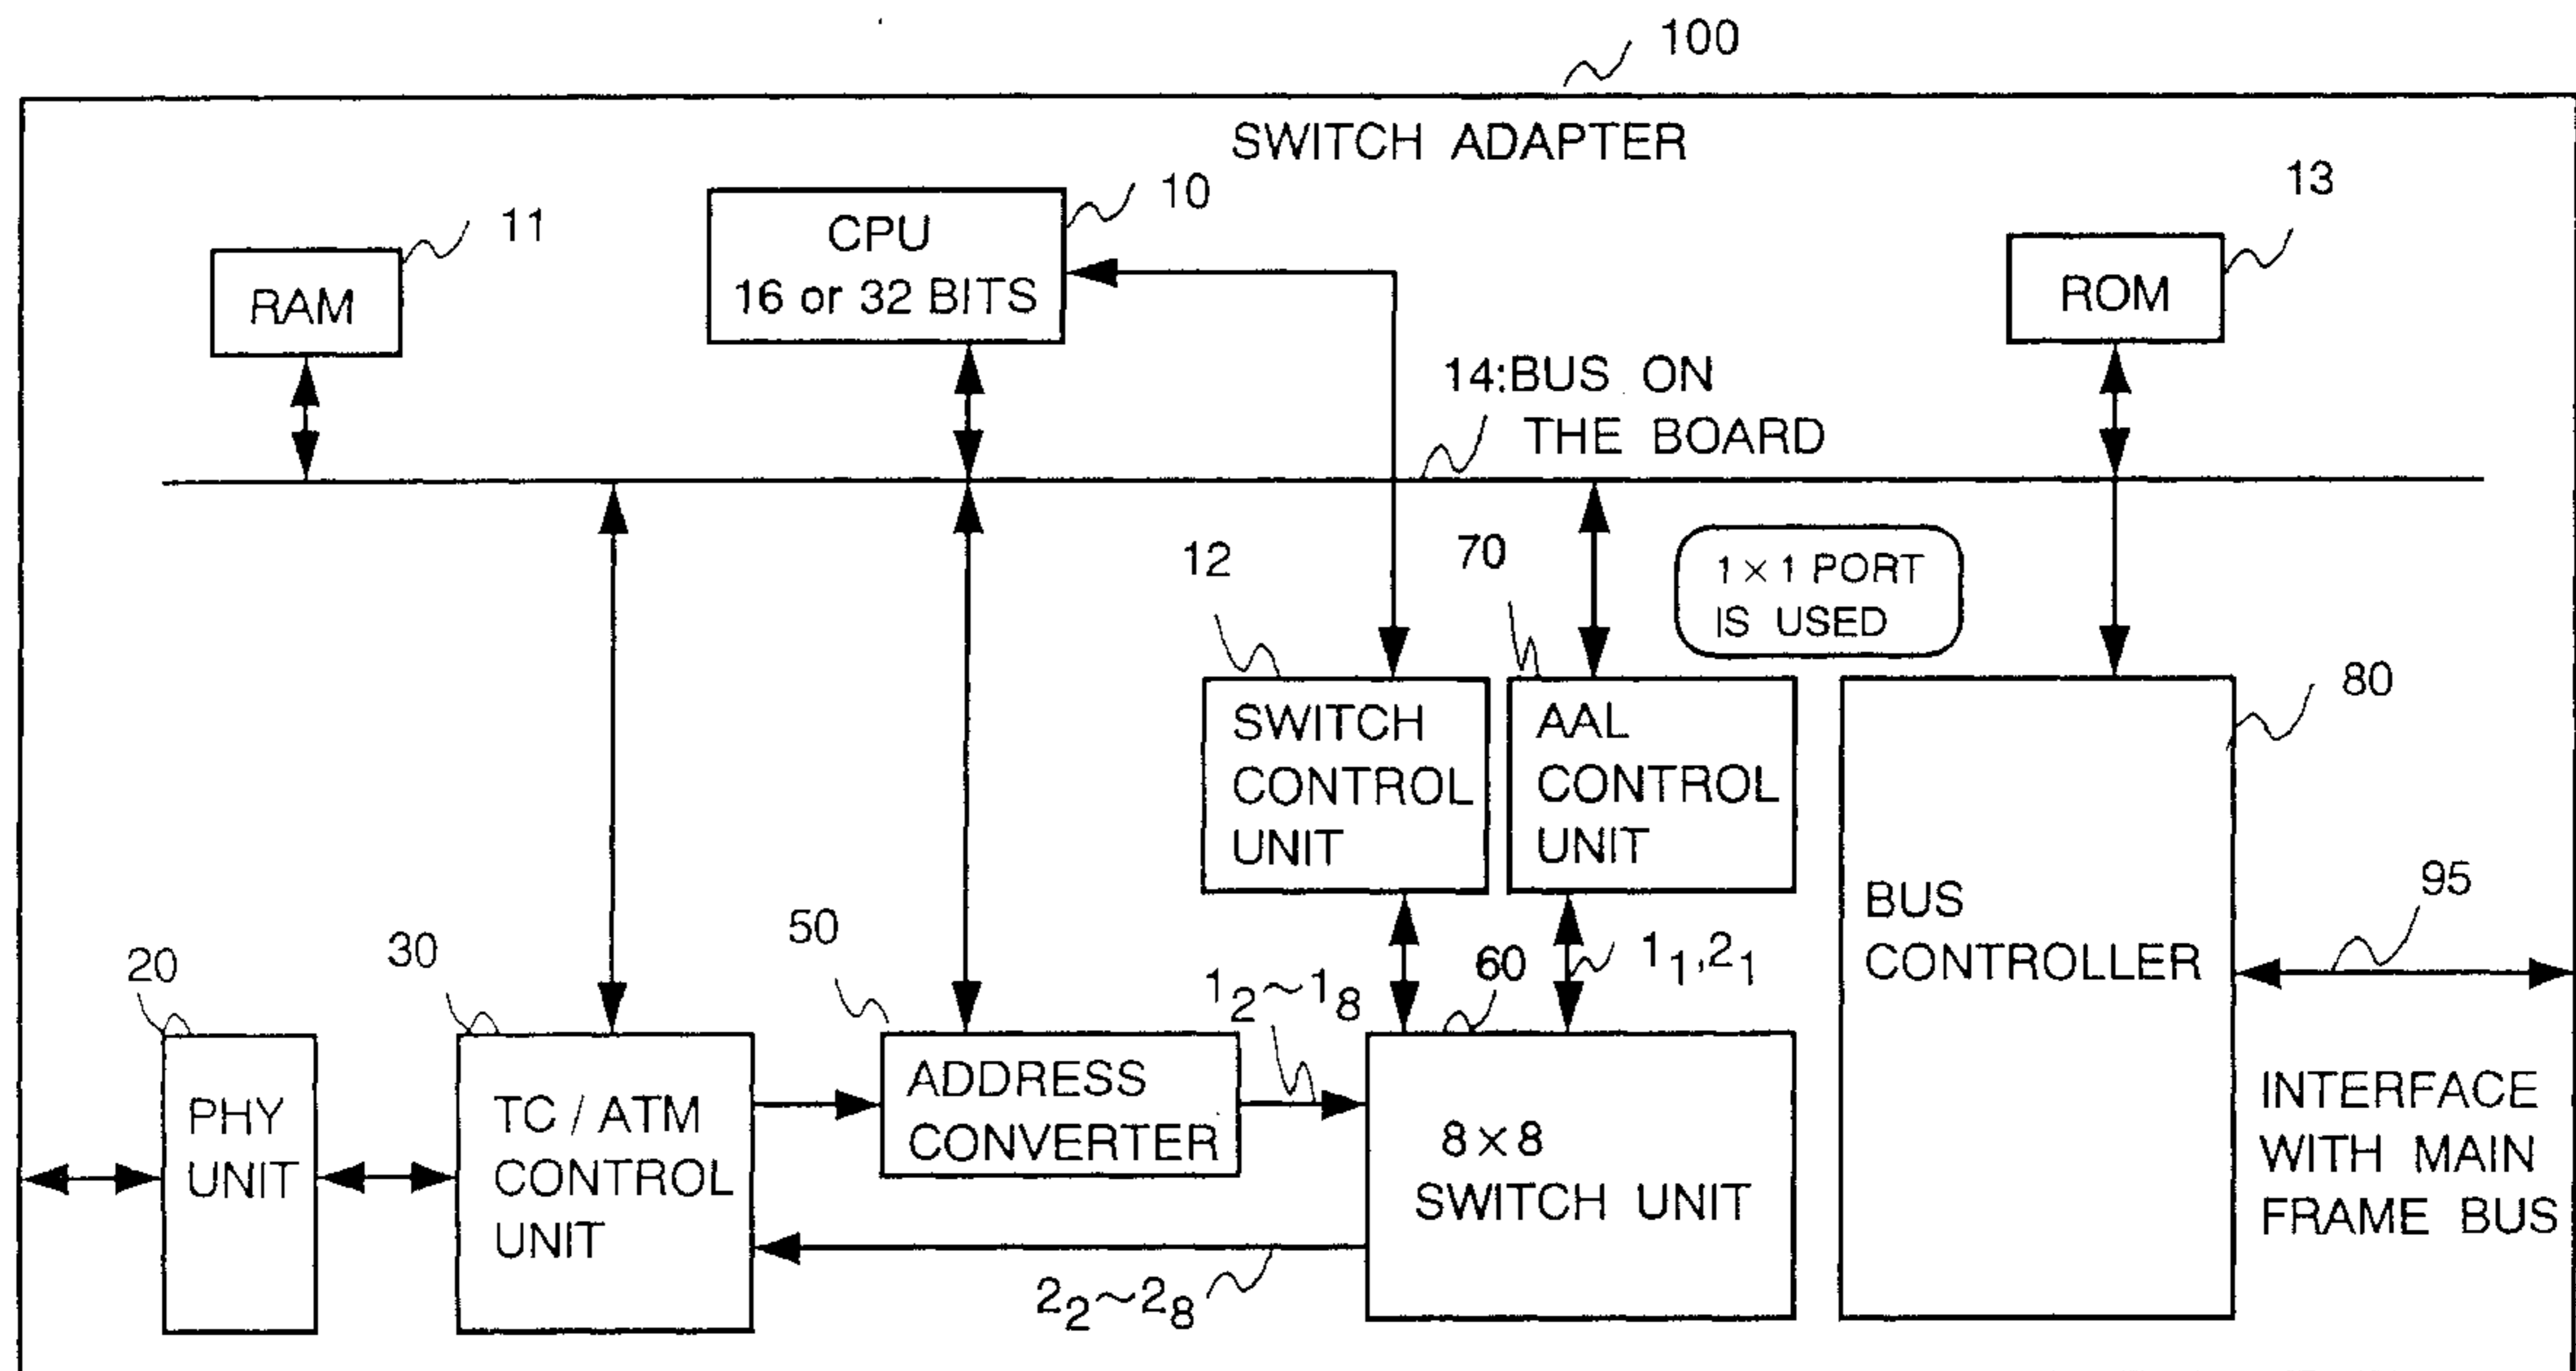 100
SWITCH ADAPTER
11
RAM
10
CPU
16 or 32 BITS
13
ROM
14:BUS ON
THE BOARD
12
70
1×1 PORT
IS USED
80
SWITCH
CONTROL
UNIT
AAL
CONTROL
UNIT
BUS
CONTROLLER
95
INTERFACE
WITH MAIN
FRAME BUS
20
PHY
UNIT
30
TC / ATM
CONTROL
UNIT
50
ADDRESS
CONVERTER
1₂~1₈
60
1₁,2₁
8×8
SWITCH UNIT
2₂~2₈